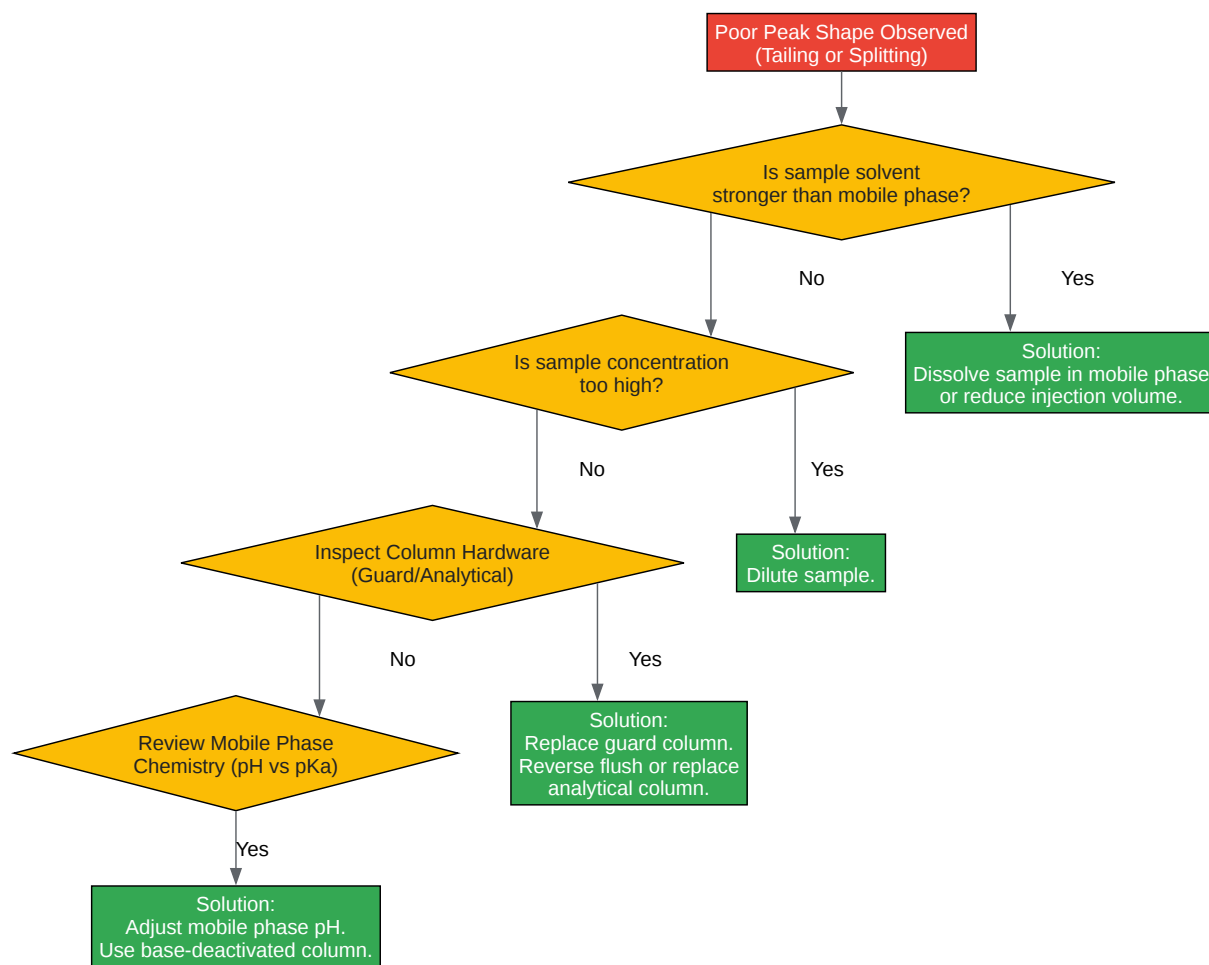 Poor Peak Shape Observed
(Tailing or Splitting)
Is sample solvent
stronger than mobile phase?
No
Yes
Is sample concentration
too high?
Solution:
Dissolve sample in mobile phase
or reduce injection volume.
No
Yes
Inspect Column Hardware
(Guard/Analytical)
Solution:
Dilute sample.
No
Yes
Review Mobile Phase
Chemistry (pH vs pKa)
Solution:
Replace guard column.
Reverse flush or replace
analytical column.
Yes
Solution:
Adjust mobile phase pH.
Use base-deactivated column.